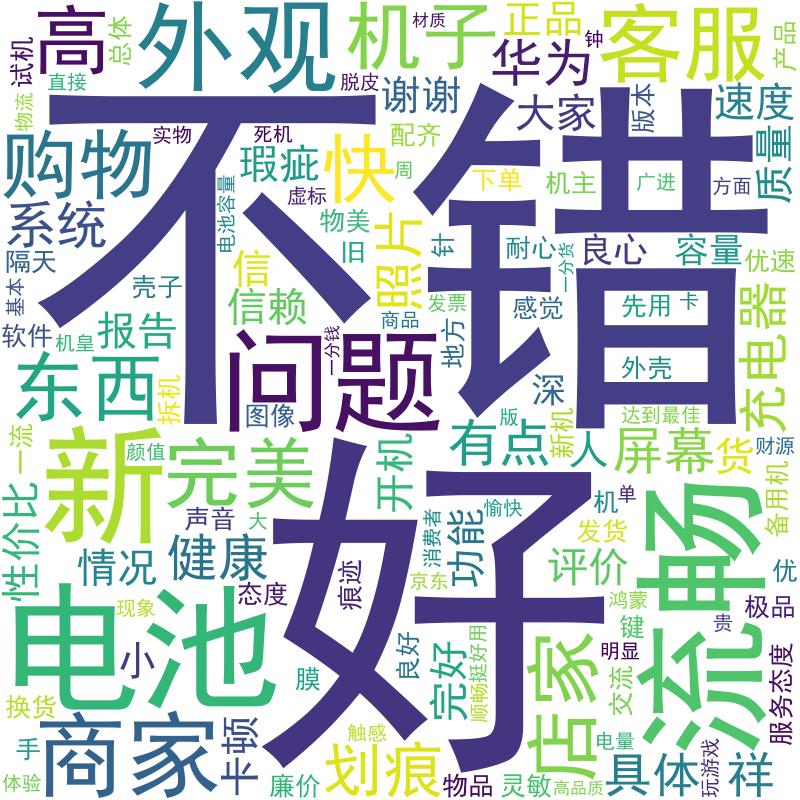 高
试机
总体
直接
物流
外观
机子
材质
脱皮
正品
钟
华为
客服
产品
谢谢
大家
版本
速度
质量
购物
不错
实物
死机
瑕疵
快
配齐
周
下单
机主
广进
方面
电池容量
虚标
物美
旧
照片
针
耐心
一分货
良心
容量
优速
系统
隔天
基本
壳子
信
信赖
发票
商品
一分钱
地方
感觉
先用
卡
充电器
软件
机皇
报告
拆机
问题
图像
深
外壳
达到最佳
东西
版
新机
有点
人
屏幕
货
财源
备用机
一流
颜值
新
完美
开机
声音
大
好
愉快
消费者
功能
机
单
发货
流畅
性价比
情况
健康
痕迹
京东
评价
鸿蒙
贵
优
极品
现象
态度
电池
小
膜
良好
完好
顺畅挺好用
店家
键
明显
交流
服务态度
换货
手
体验
商家
卡顿
廉价
触感
划痕
物品
灵敏
高品质
电量
具体
玩游戏
祥